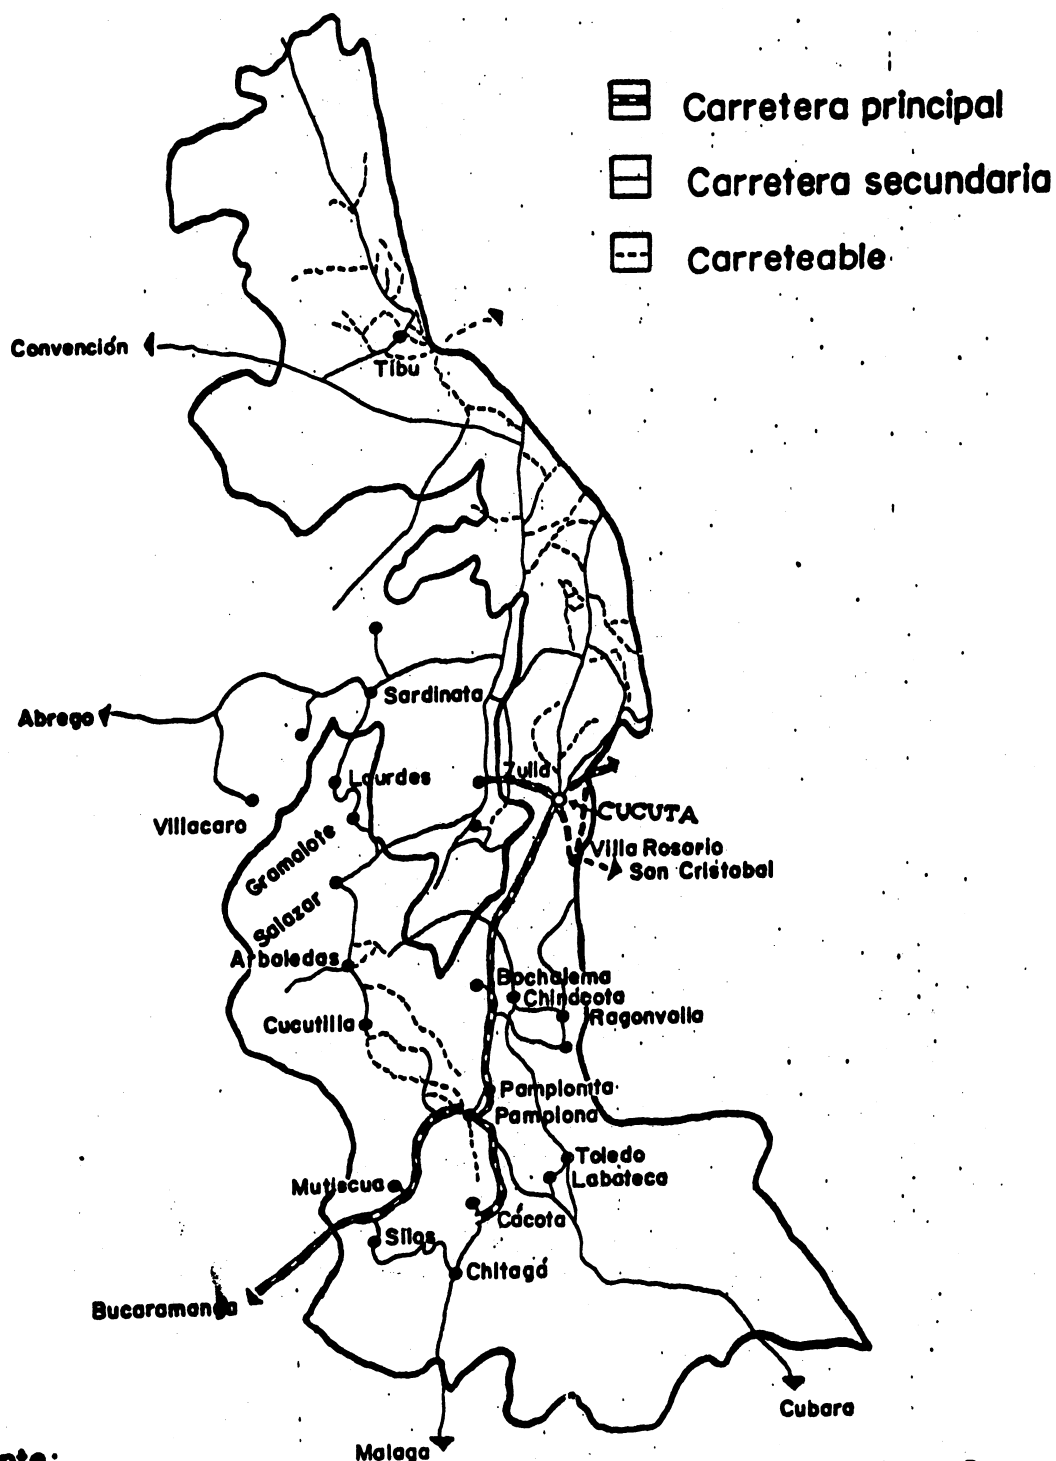 Carretera principal
Carretera secundaria
Carreteable
Convención
Tibu
Sardinata
Abrego
Zulia
Lourdes
CUCUTA
Villacaro
Gramalote
Villa Rosario
San Cristobal
Salazar
Arboledas
Bochalema
Chindcota
Ragonvalia
Cucutilla
Pamplonita
Pamplona
Toledo
Labateca
Mutiscua
Cácota
Silos
Chitagá
Bucaramanga
Cubara
Malaga